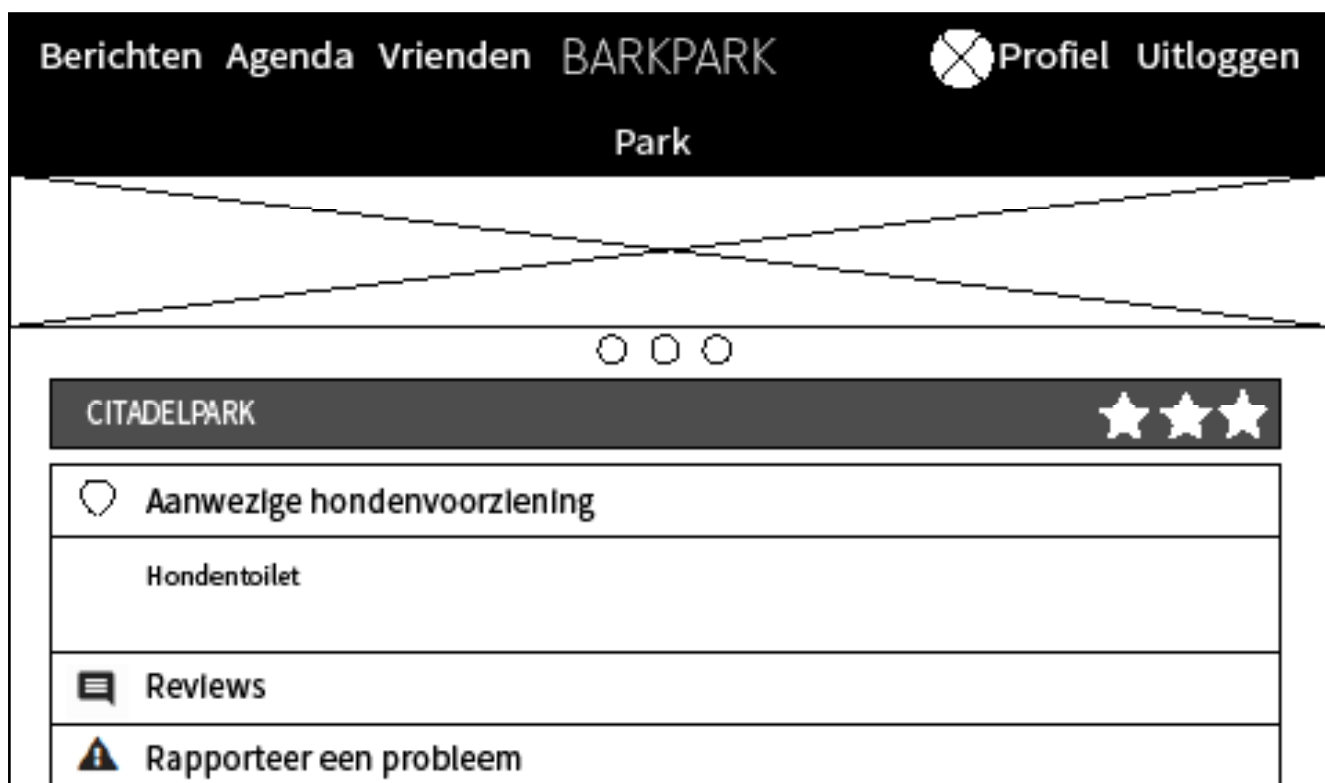 Berichten Agenda Vrienden BARKPARK Profiel Uitloggen
Park
CITADELPARK
Aanwezige hondenvoorziening
Hondentoilet
Reviews
Rapporteer een probleem